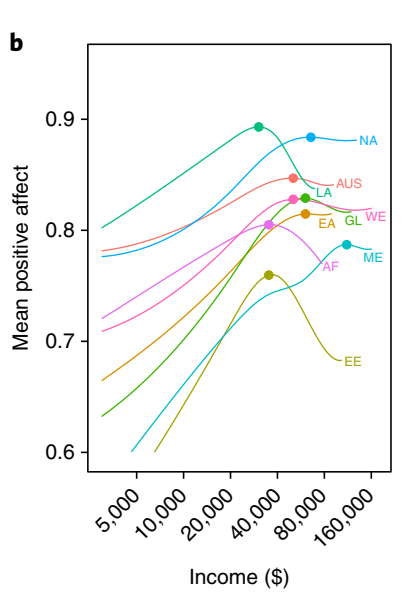 b
Mean positive affect
0.9
0.8
0.7
0.6
NA
AUS
LA
WE
GL
EA
ME
AF
EE
5,000
10,000
20,000
40,000
80,000
160,000
Income ($)